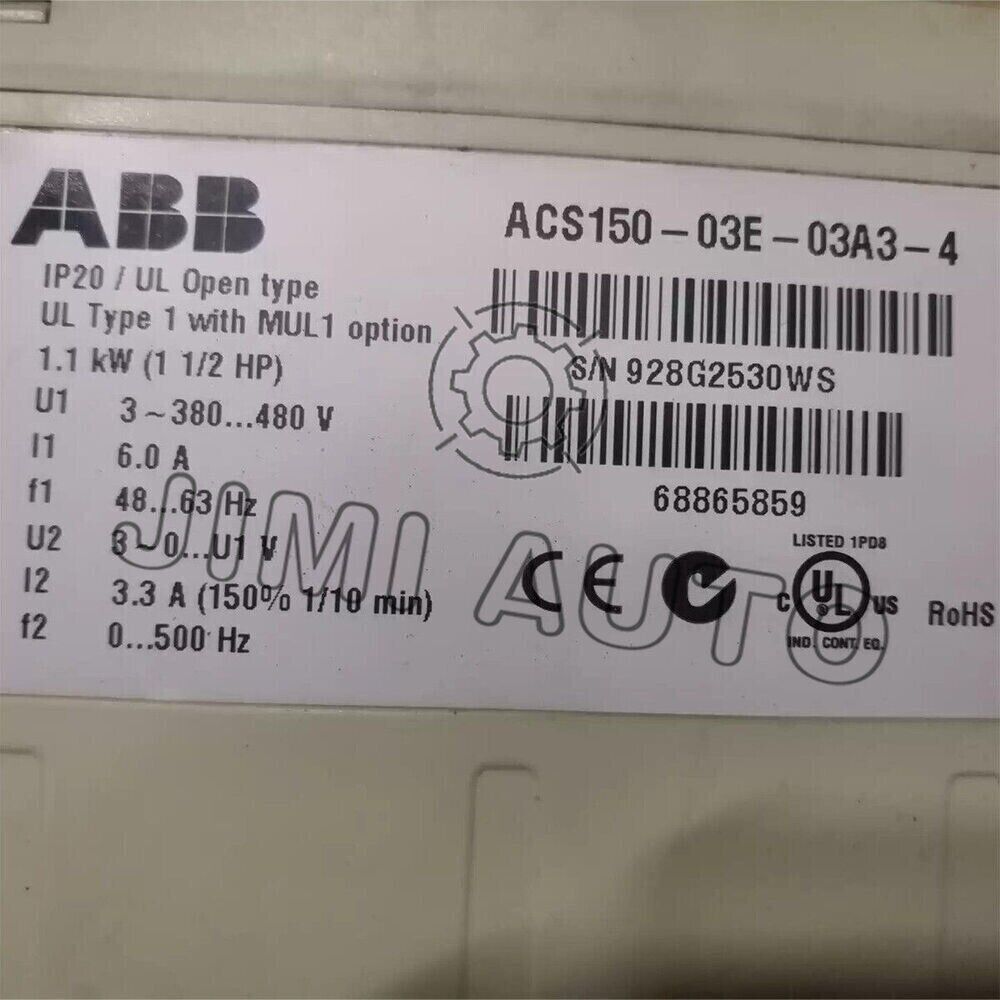 ABB
IP20 / UL Open type
UL Type 1 with MUL1 option
1.1 kW (1 1/2 HP)
U1 3~380...480 V
I1 6.0 A
f1 48...63 Hz
U2 3~0...U1 V
I2 3.3 A (150% 1/10 min)
f2 0...500 Hz
ACS150-03E-03A3-4
S/N 928G2530WS
68865859
CE
LISTED 1PD8
C UL US
IND. CONT. EQ.
RoHS
JIMI AUTO